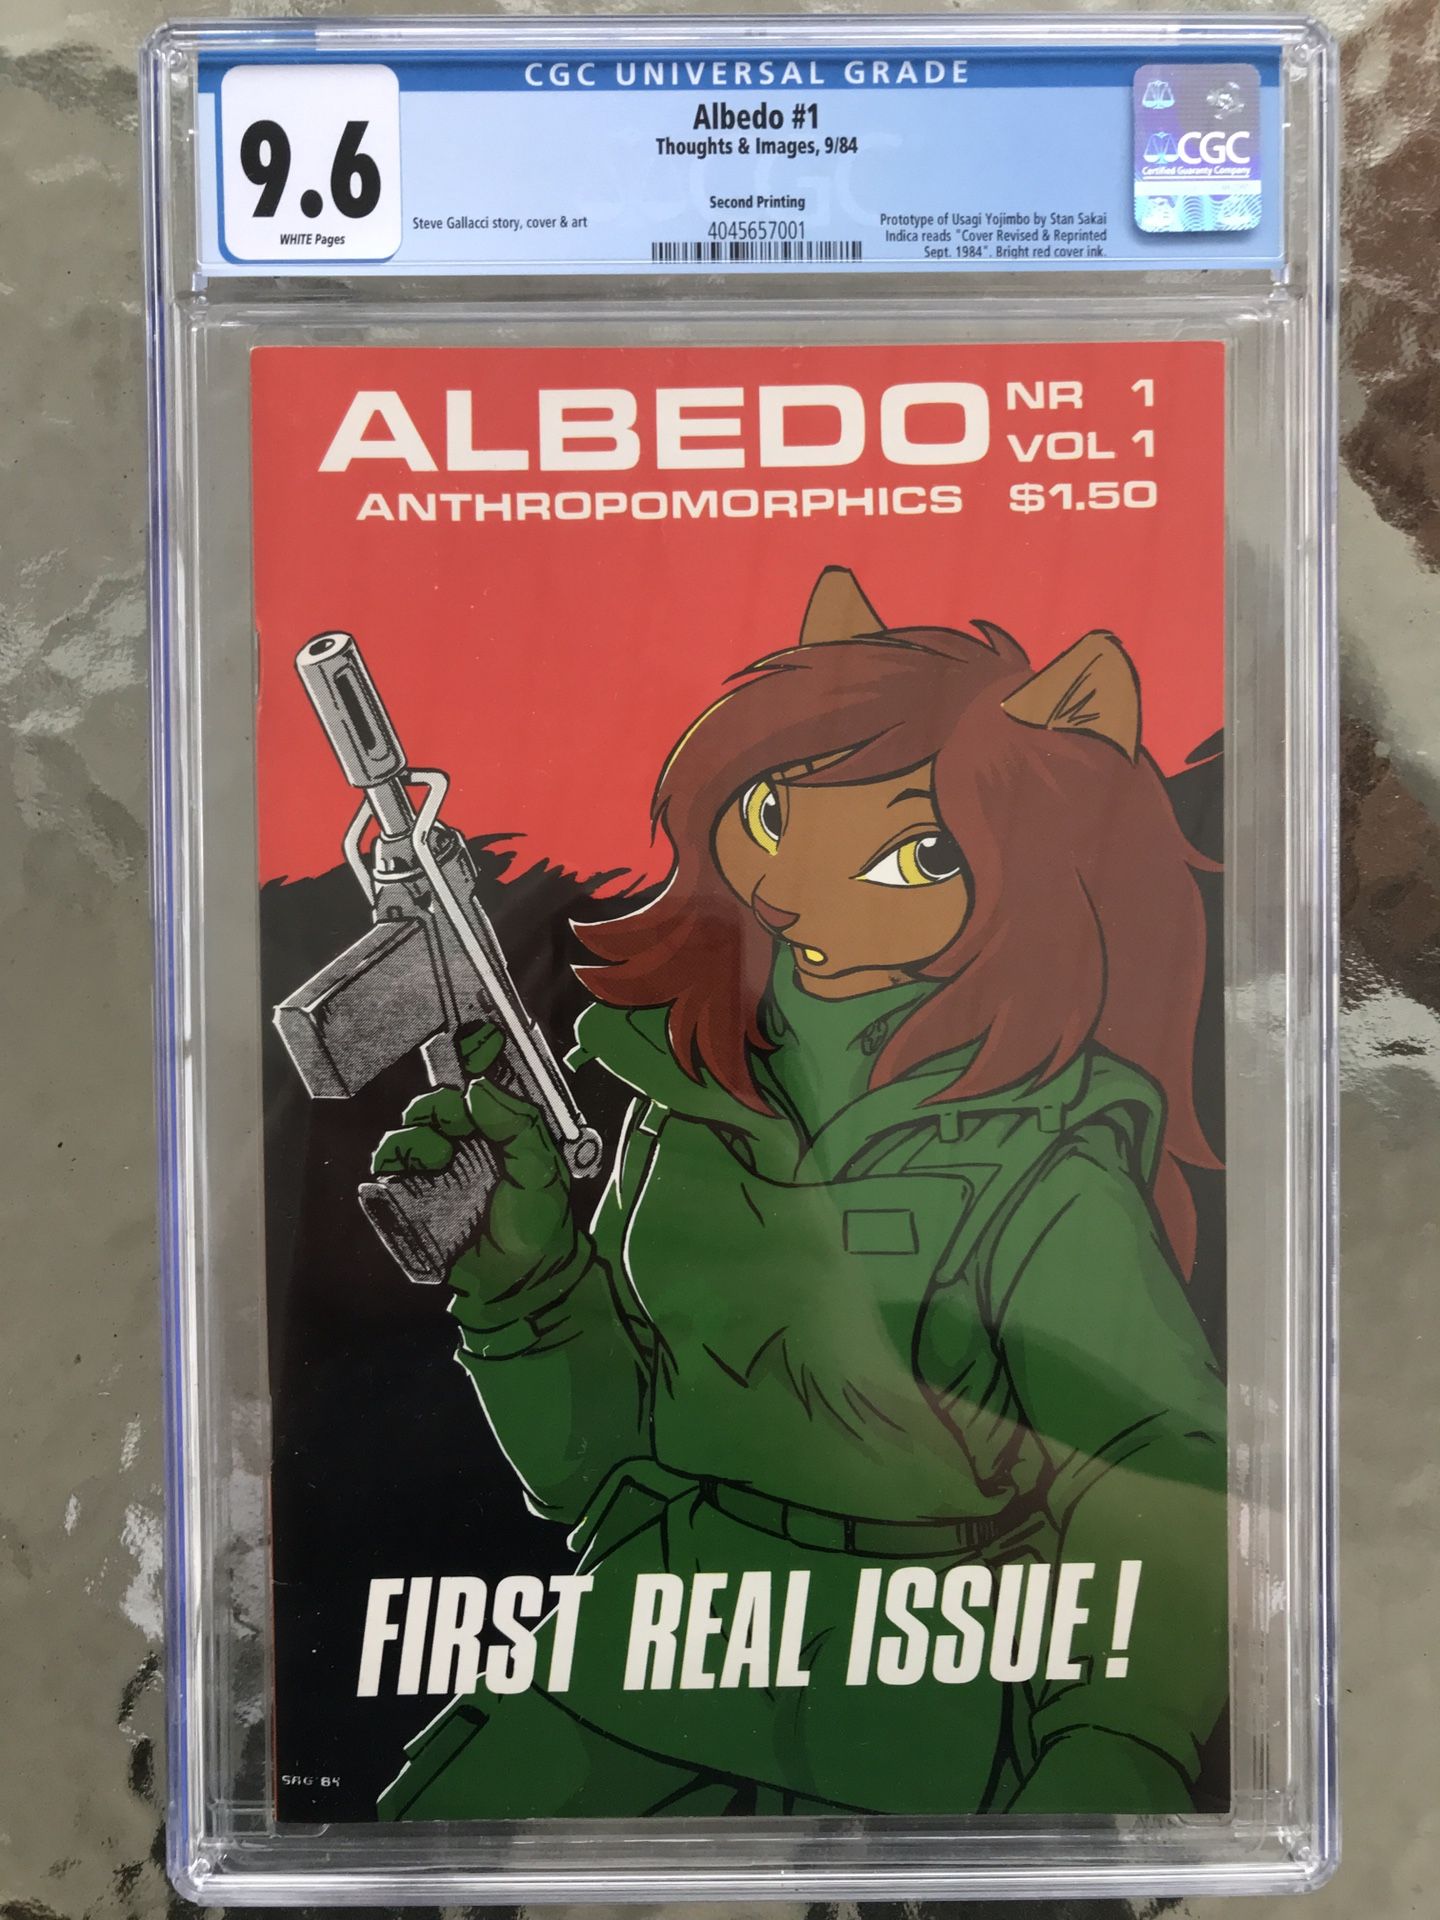 CGC UNIVERSAL GRADE
9.6
WHITE Pages
Albedo #1
Thoughts & Images, 9/84
Steve Gallacci story, cover & art
Second Printing
4045657001
Prototype of Usagi Yojimbo by Stan Sakai
Indica reads "Cover Revised & Reprinted
Sept. 1984". Bright red cover ink.
CGC
Certified Guaranty Company
ALBEDO
ANTHROPOMORPHICS
NR 1
VOL 1
$1.50
FIRST REAL ISSUE!
SAG '84